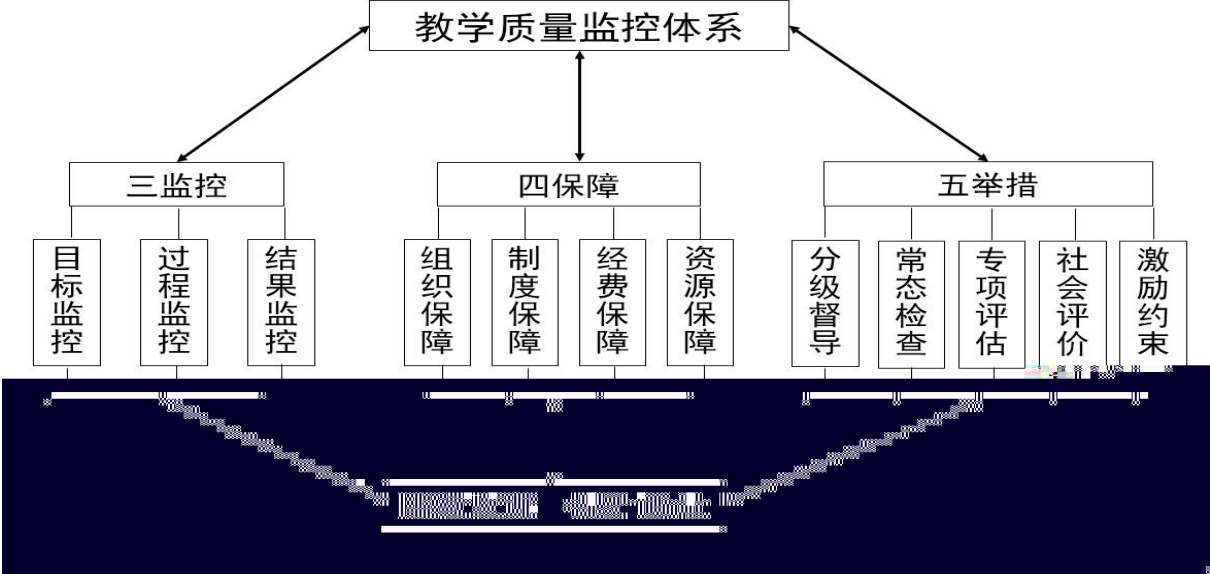 教学质量监控体系
三监控
四保障
五举措
目标监控
过程监控
结果监控
组织保障
制度保障
经费保障
资源保障
分级督导
常态检查
专项评估
社会评价
激励约束